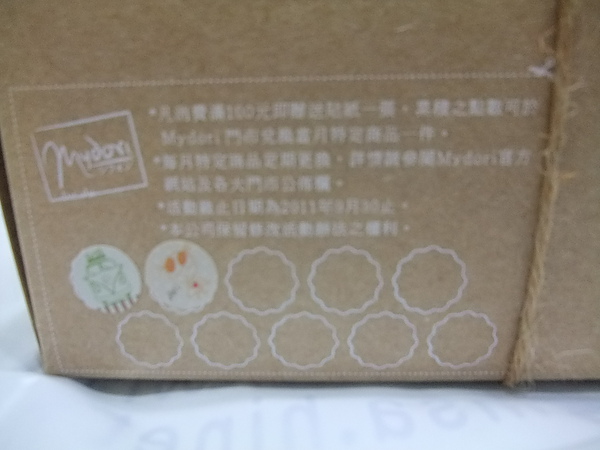 Mydori
•凡消費滿100元即贈送貼紙一張，累積之點數可於
Mydori門市兌換當月特定商品一件。
•每月特定商品定期更換，詳情請參閱Mydori官方
網站及各大門市公佈欄。
•活動截止日期為2011年9月30止。
•本公司保留修改活動辦法之權利。